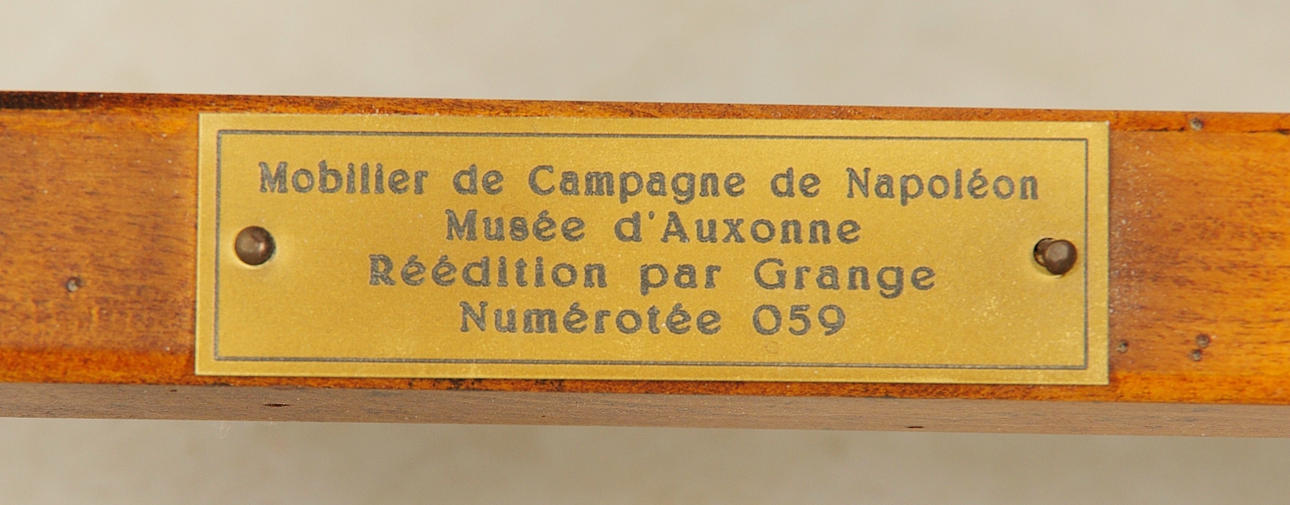 Mobilier de Campagne de Napoléon
Musée d'Auxonne
Réédition par Grange
Numérotée 059